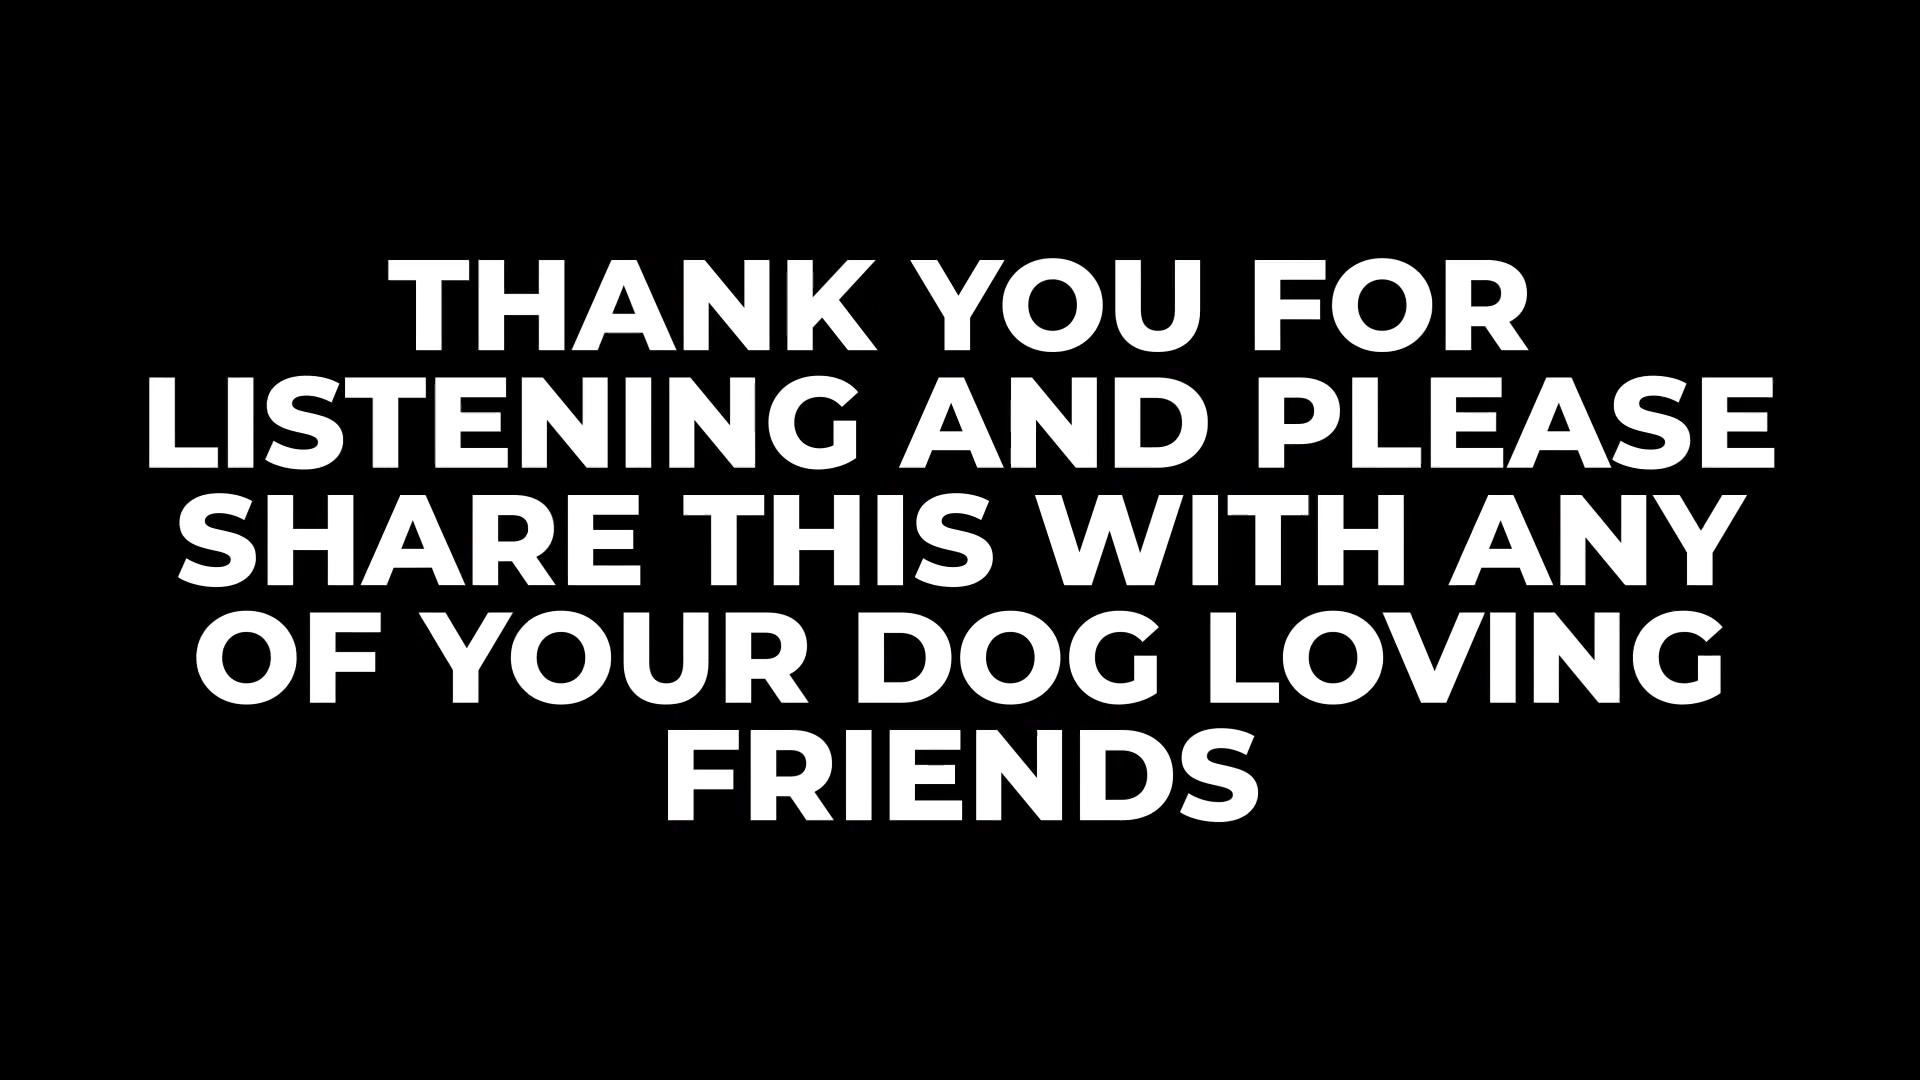 THANK YOU FOR
LISTENING AND PLEASE
SHARE THIS WITH ANY
OF YOUR DOG LOVING
FRIENDS